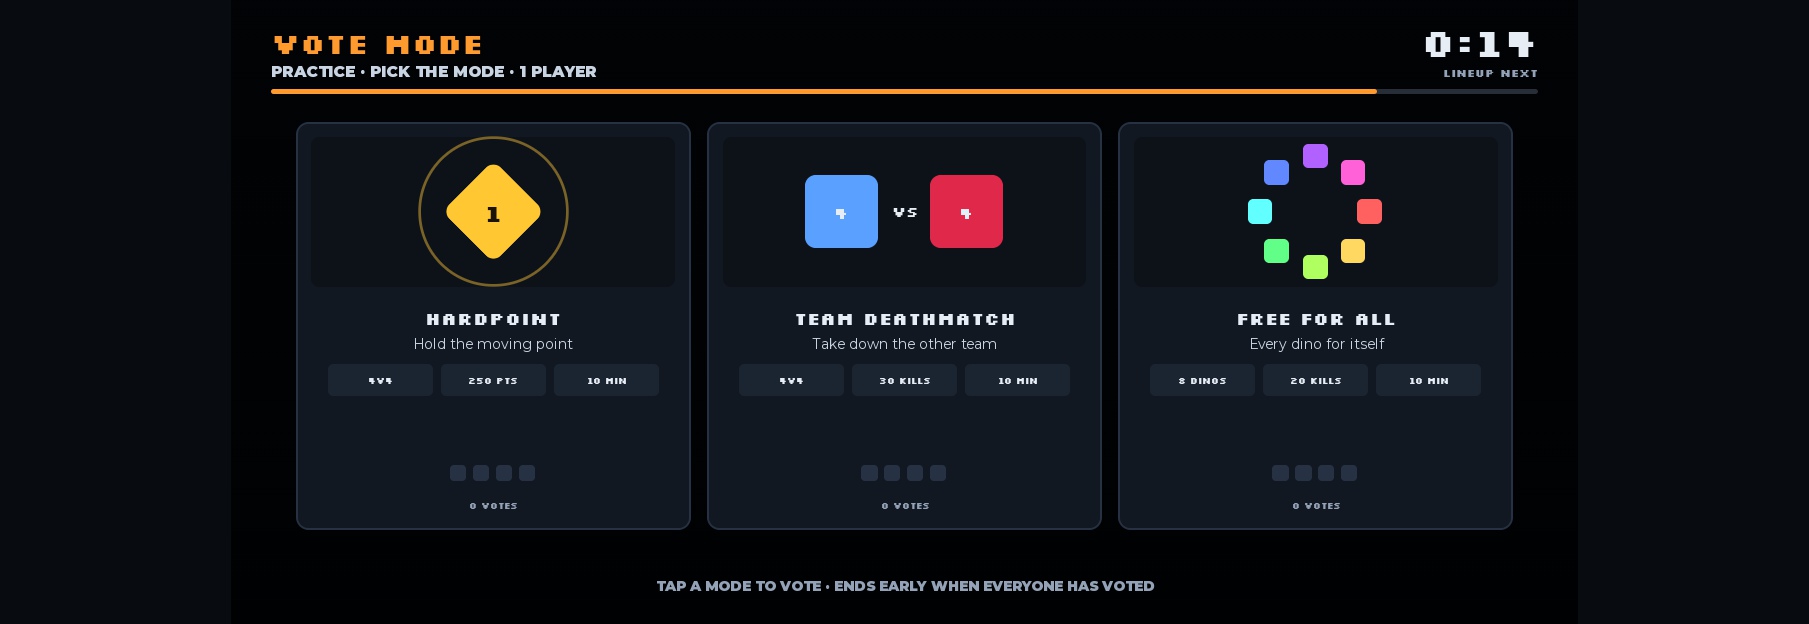 VOTE MODE
PRACTICE · PICK THE MODE · 1 PLAYER
0:14
LINEUP NEXT
1
4 VS 4
HARDPOINT
Hold the moving point
4V4 250 PTS 10 MIN
0 VOTES
TEAM DEATHMATCH
Take down the other team
4V4 30 KILLS 10 MIN
0 VOTES
FREE FOR ALL
Every dino for itself
8 DINOS 20 KILLS 10 MIN
0 VOTES
TAP A MODE TO VOTE · ENDS EARLY WHEN EVERYONE HAS VOTED